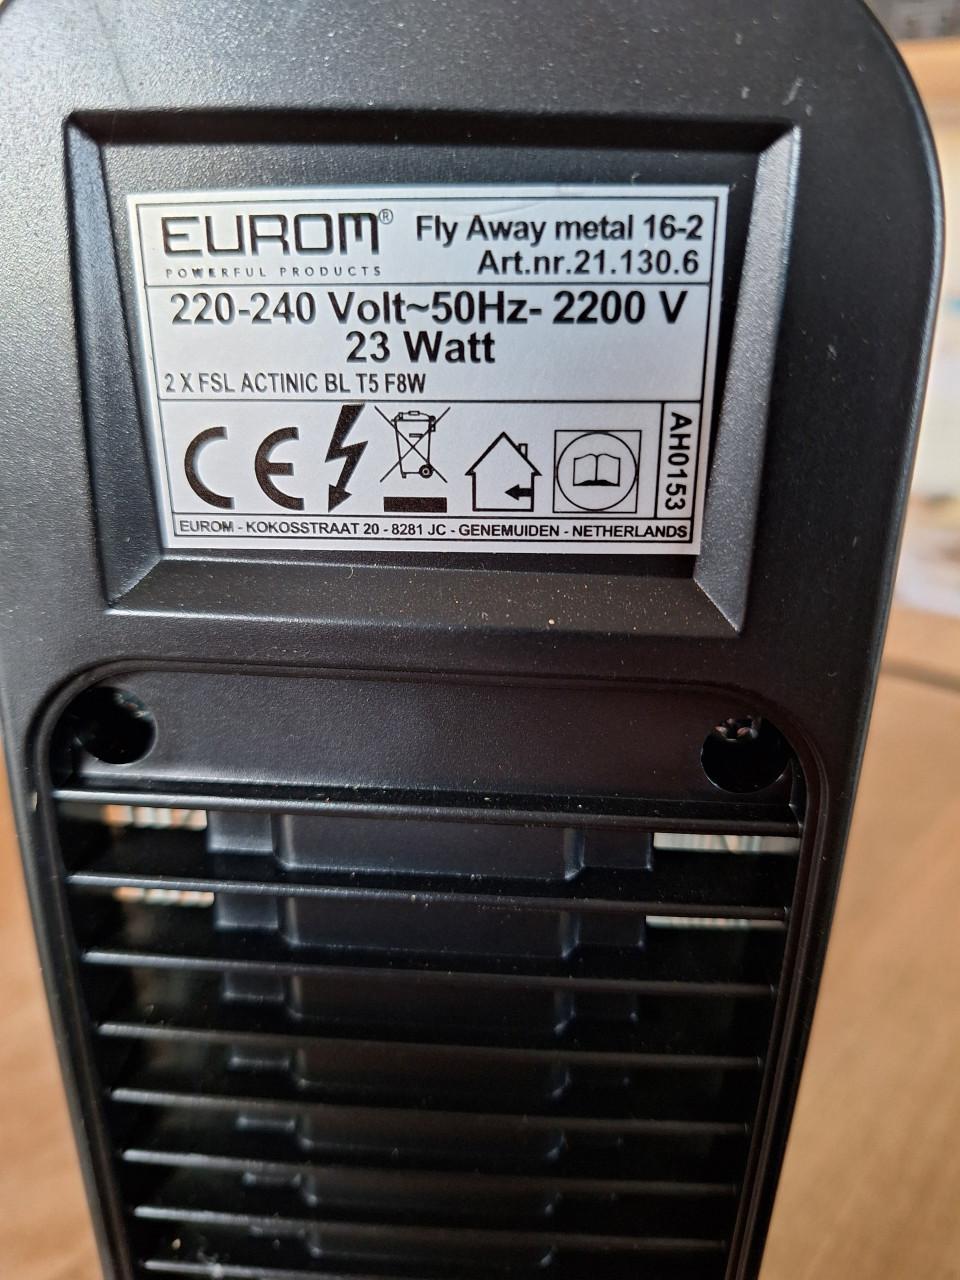 EUROM® Fly Away metal 16-2
POWERFUL PRODUCTS Art.nr.21.130.6
220-240 Volt~50Hz- 2200 V
23 Watt
2 X FSL ACTINIC BL T5 F8W
CE
AH0153
EUROM - KOKOSSTRAAT 20 - 8281 JC - GENEMUIDEN - NETHERLANDS